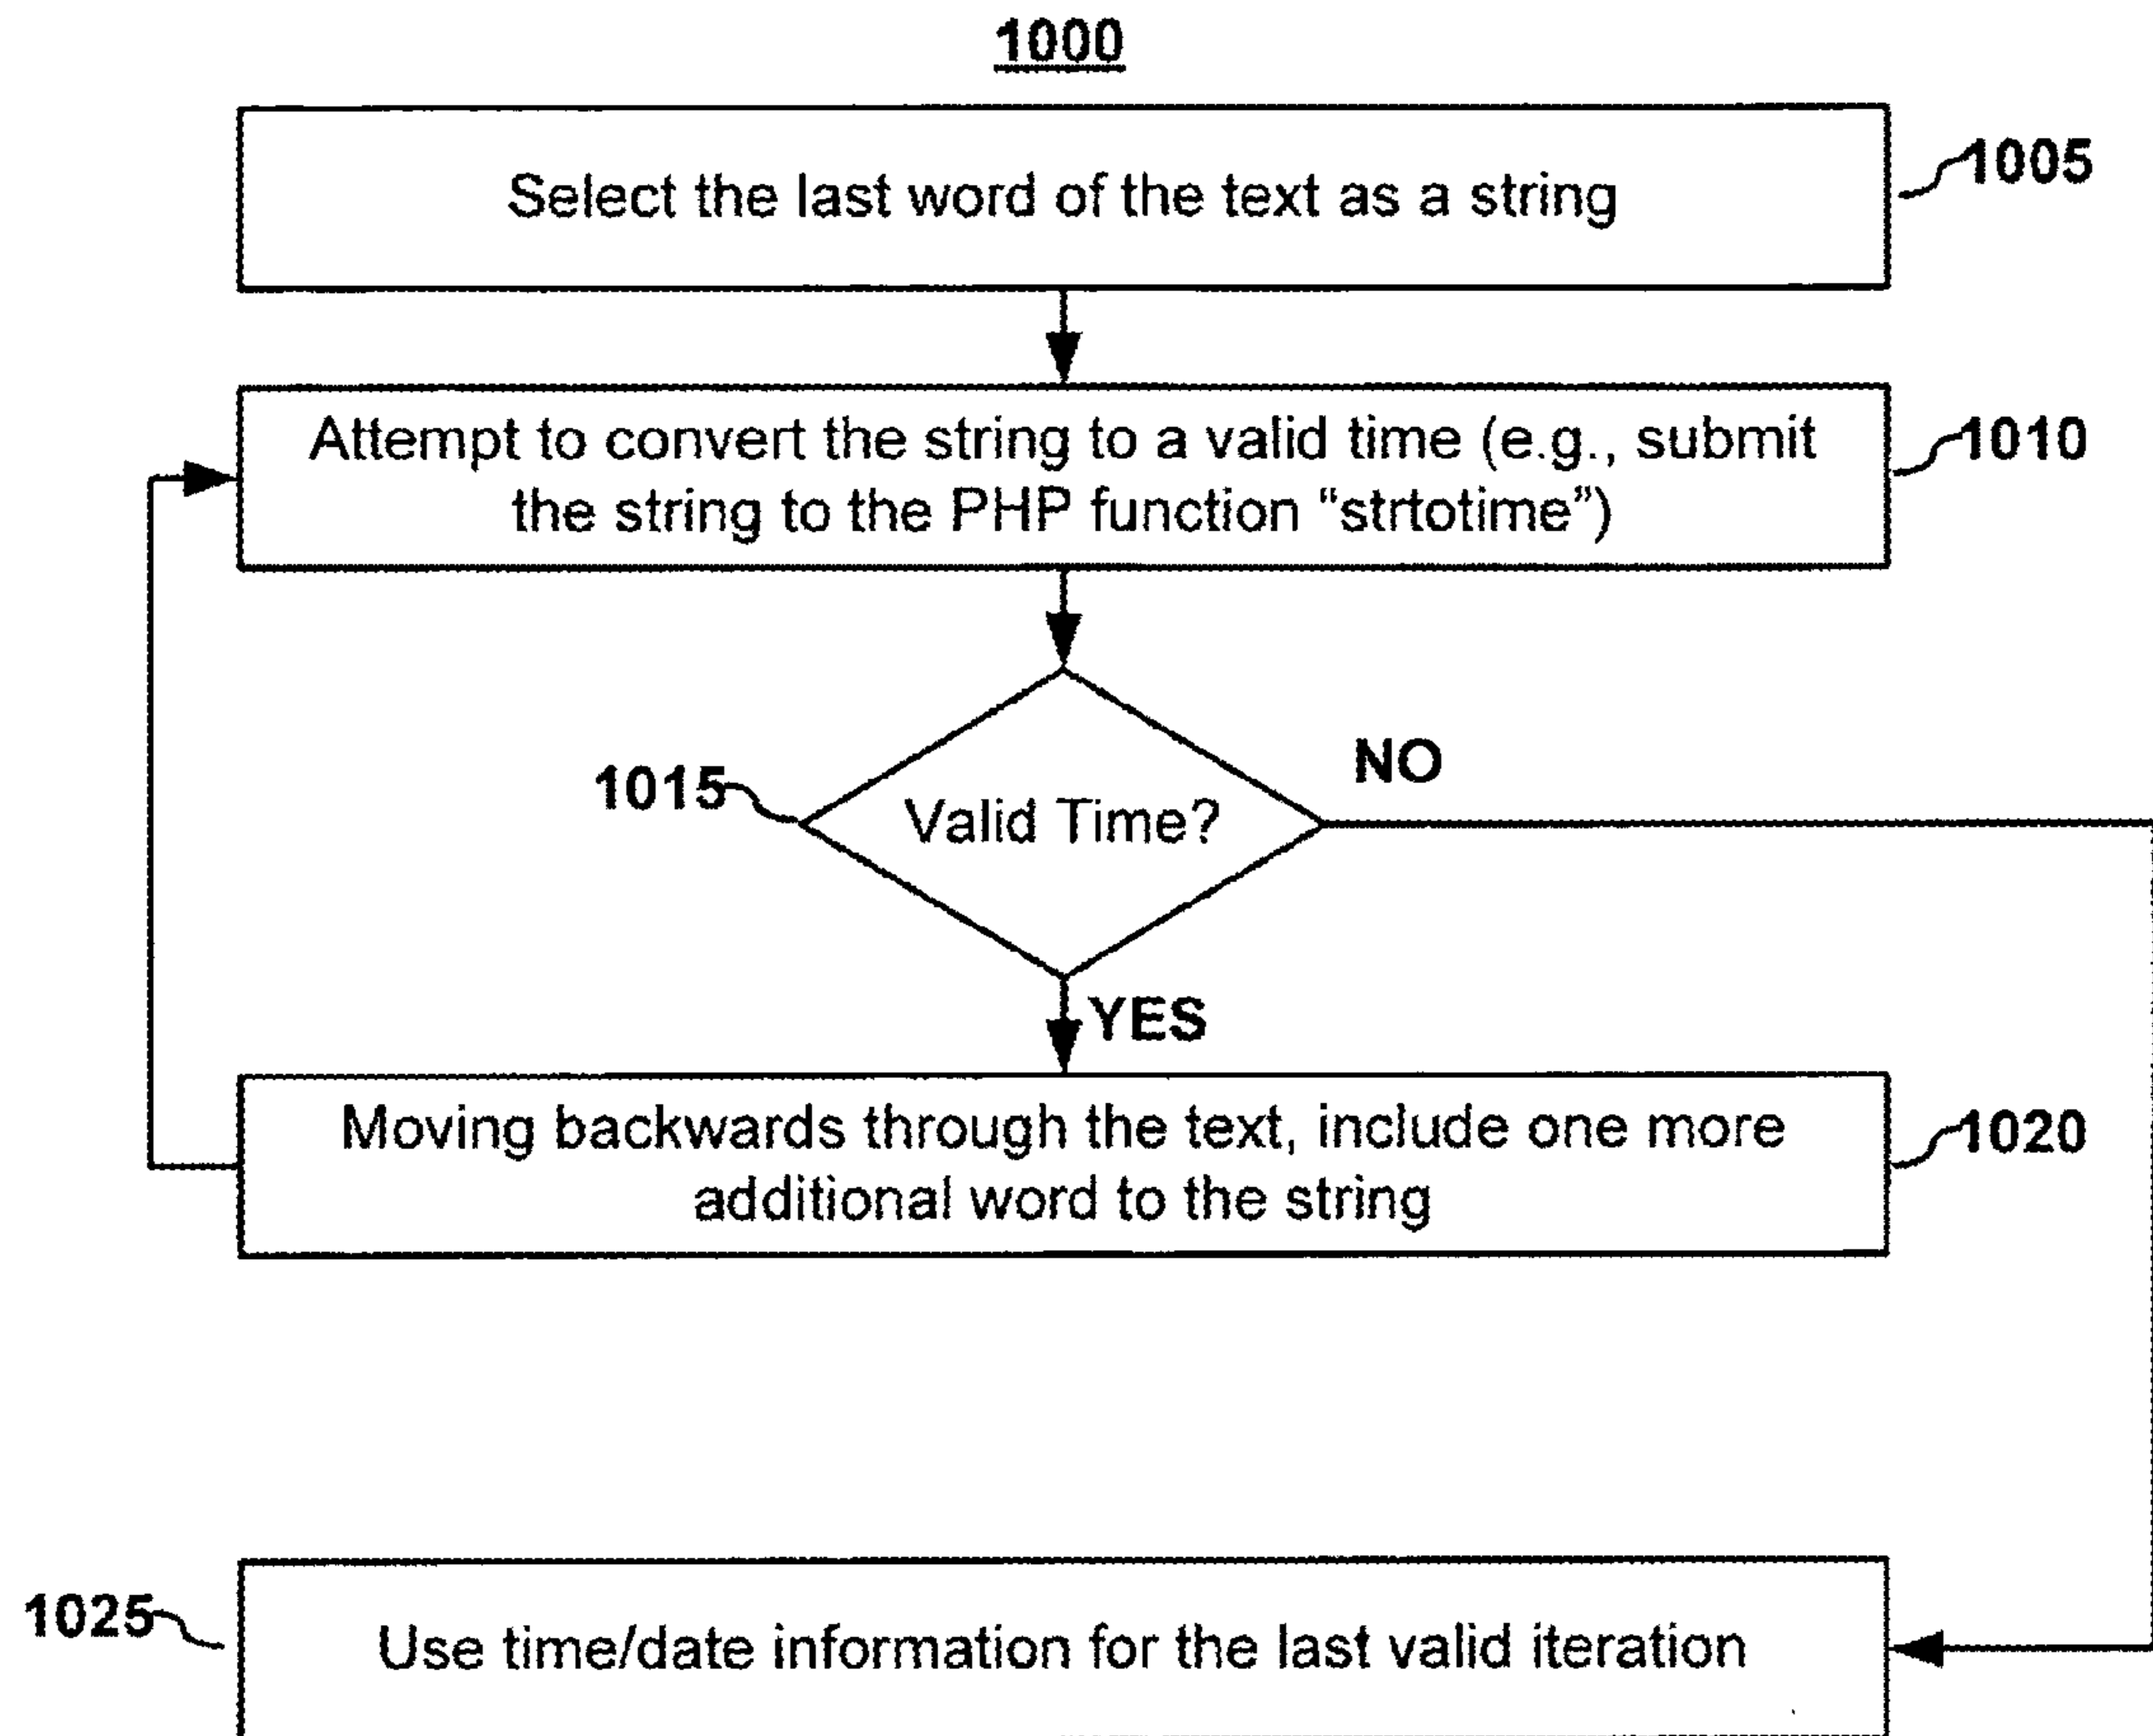 1000
Select the last word of the text as a string
1005
Attempt to convert the string to a valid time (e.g., submit
the string to the PHP function “strtotime”)
1010
1015
Valid Time?
NO
YES
Moving backwards through the text, include one more
additional word to the string
1020
1025
Use time/date information for the last valid iteration